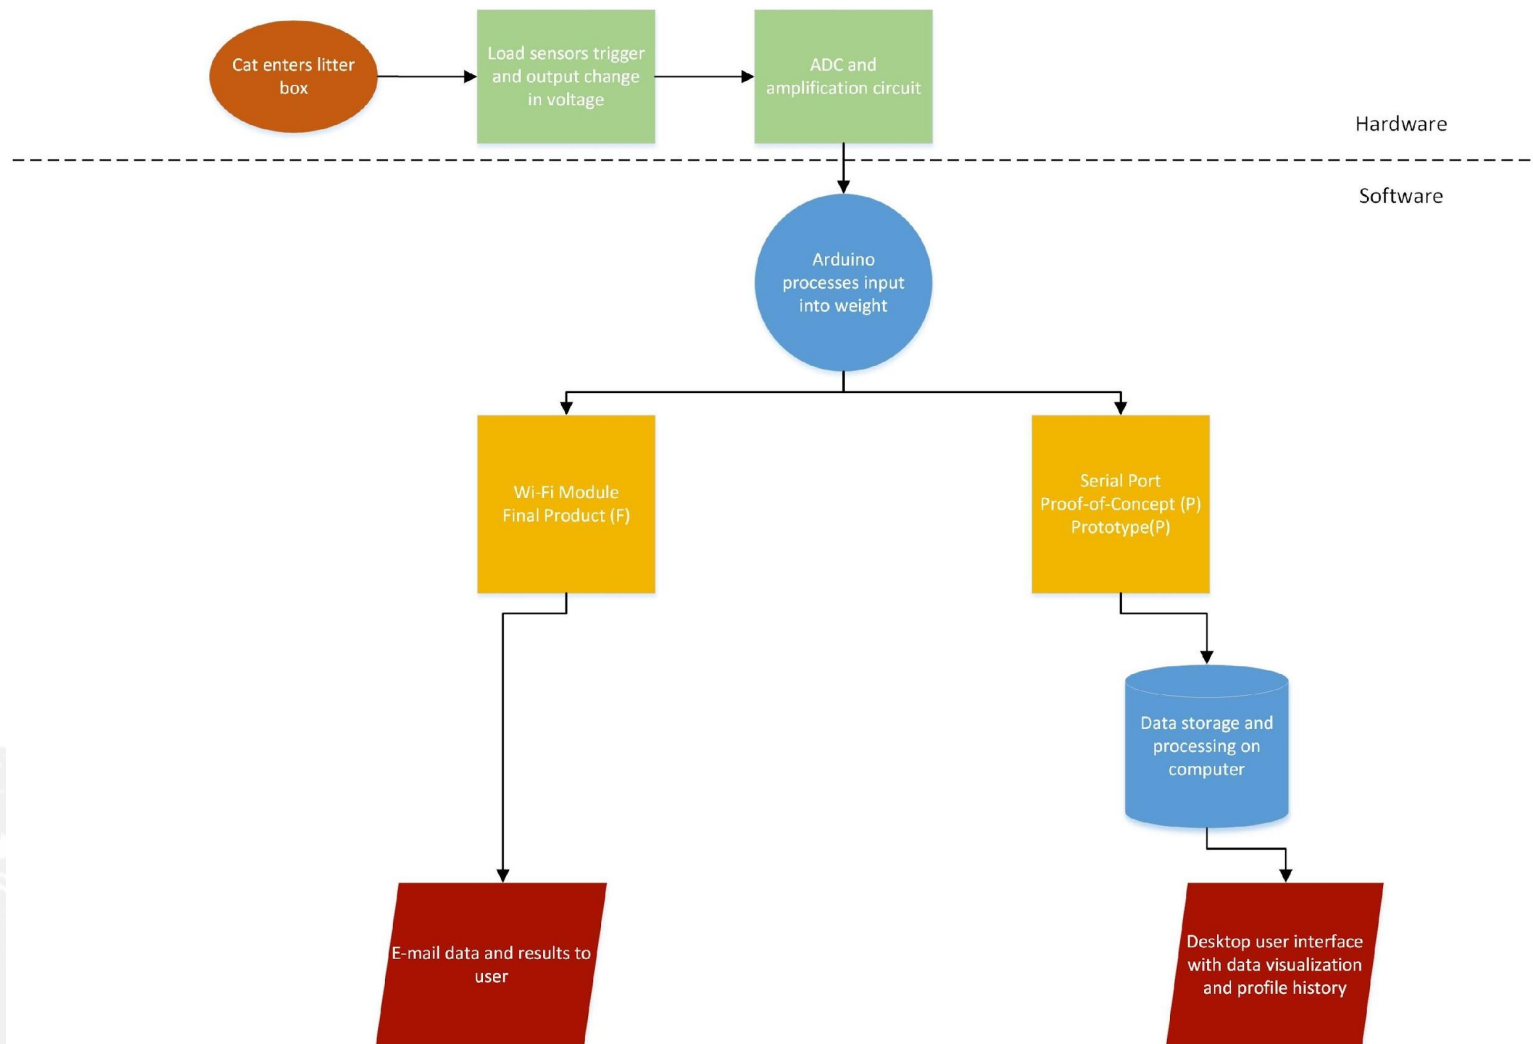 Cat enters litter
box
Load sensors trigger
and output change
in voltage
ADC and
amplification circuit
Hardware
Software
Arduino
processes input
into weight
Wi-Fi Module
Final Product (F)
Serial Port
Proof-of-Concept (P)
Prototype(P)
Data storage and
processing on
computer
E-mail data and results to
user
Desktop user interface
with data visualization
and profile history